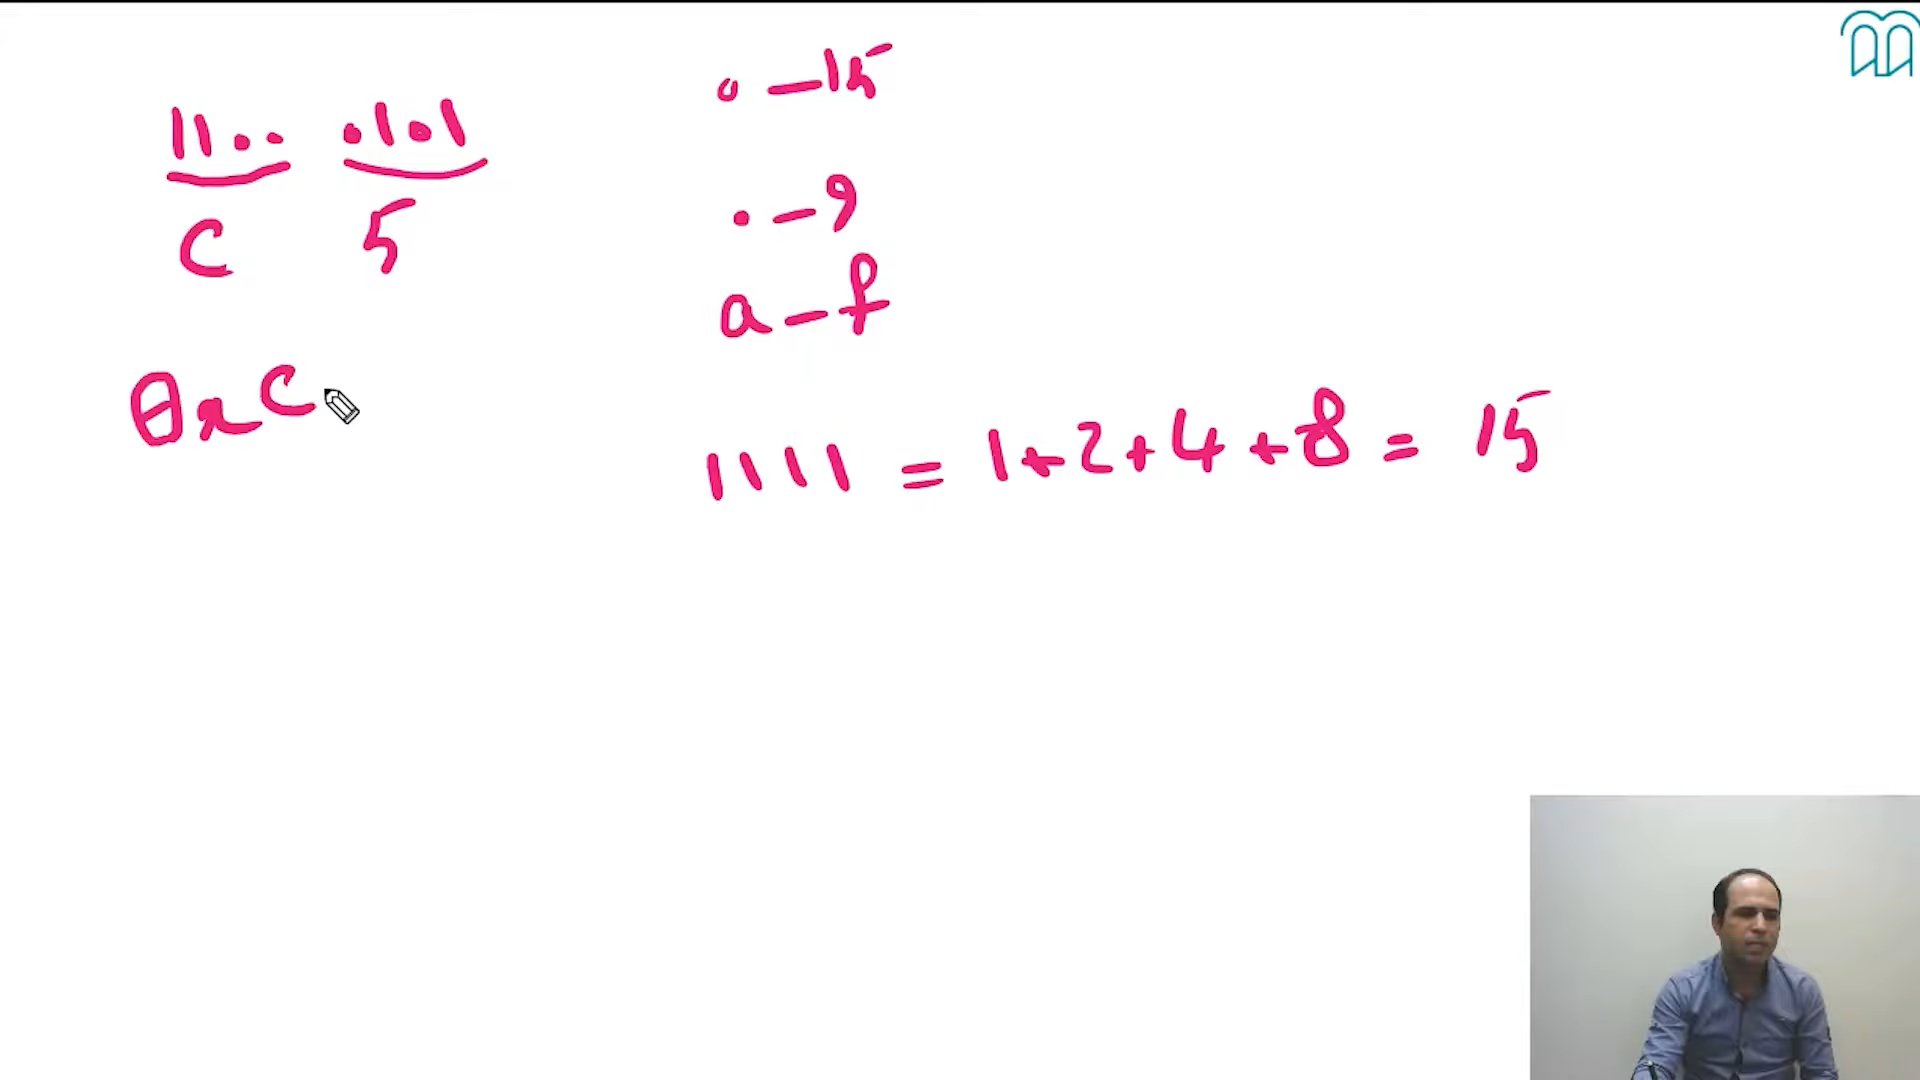 1100 0101
C 5
0xC
0 – 15
0 – 9
a – f
1111 = 1+2+4+8 = 15